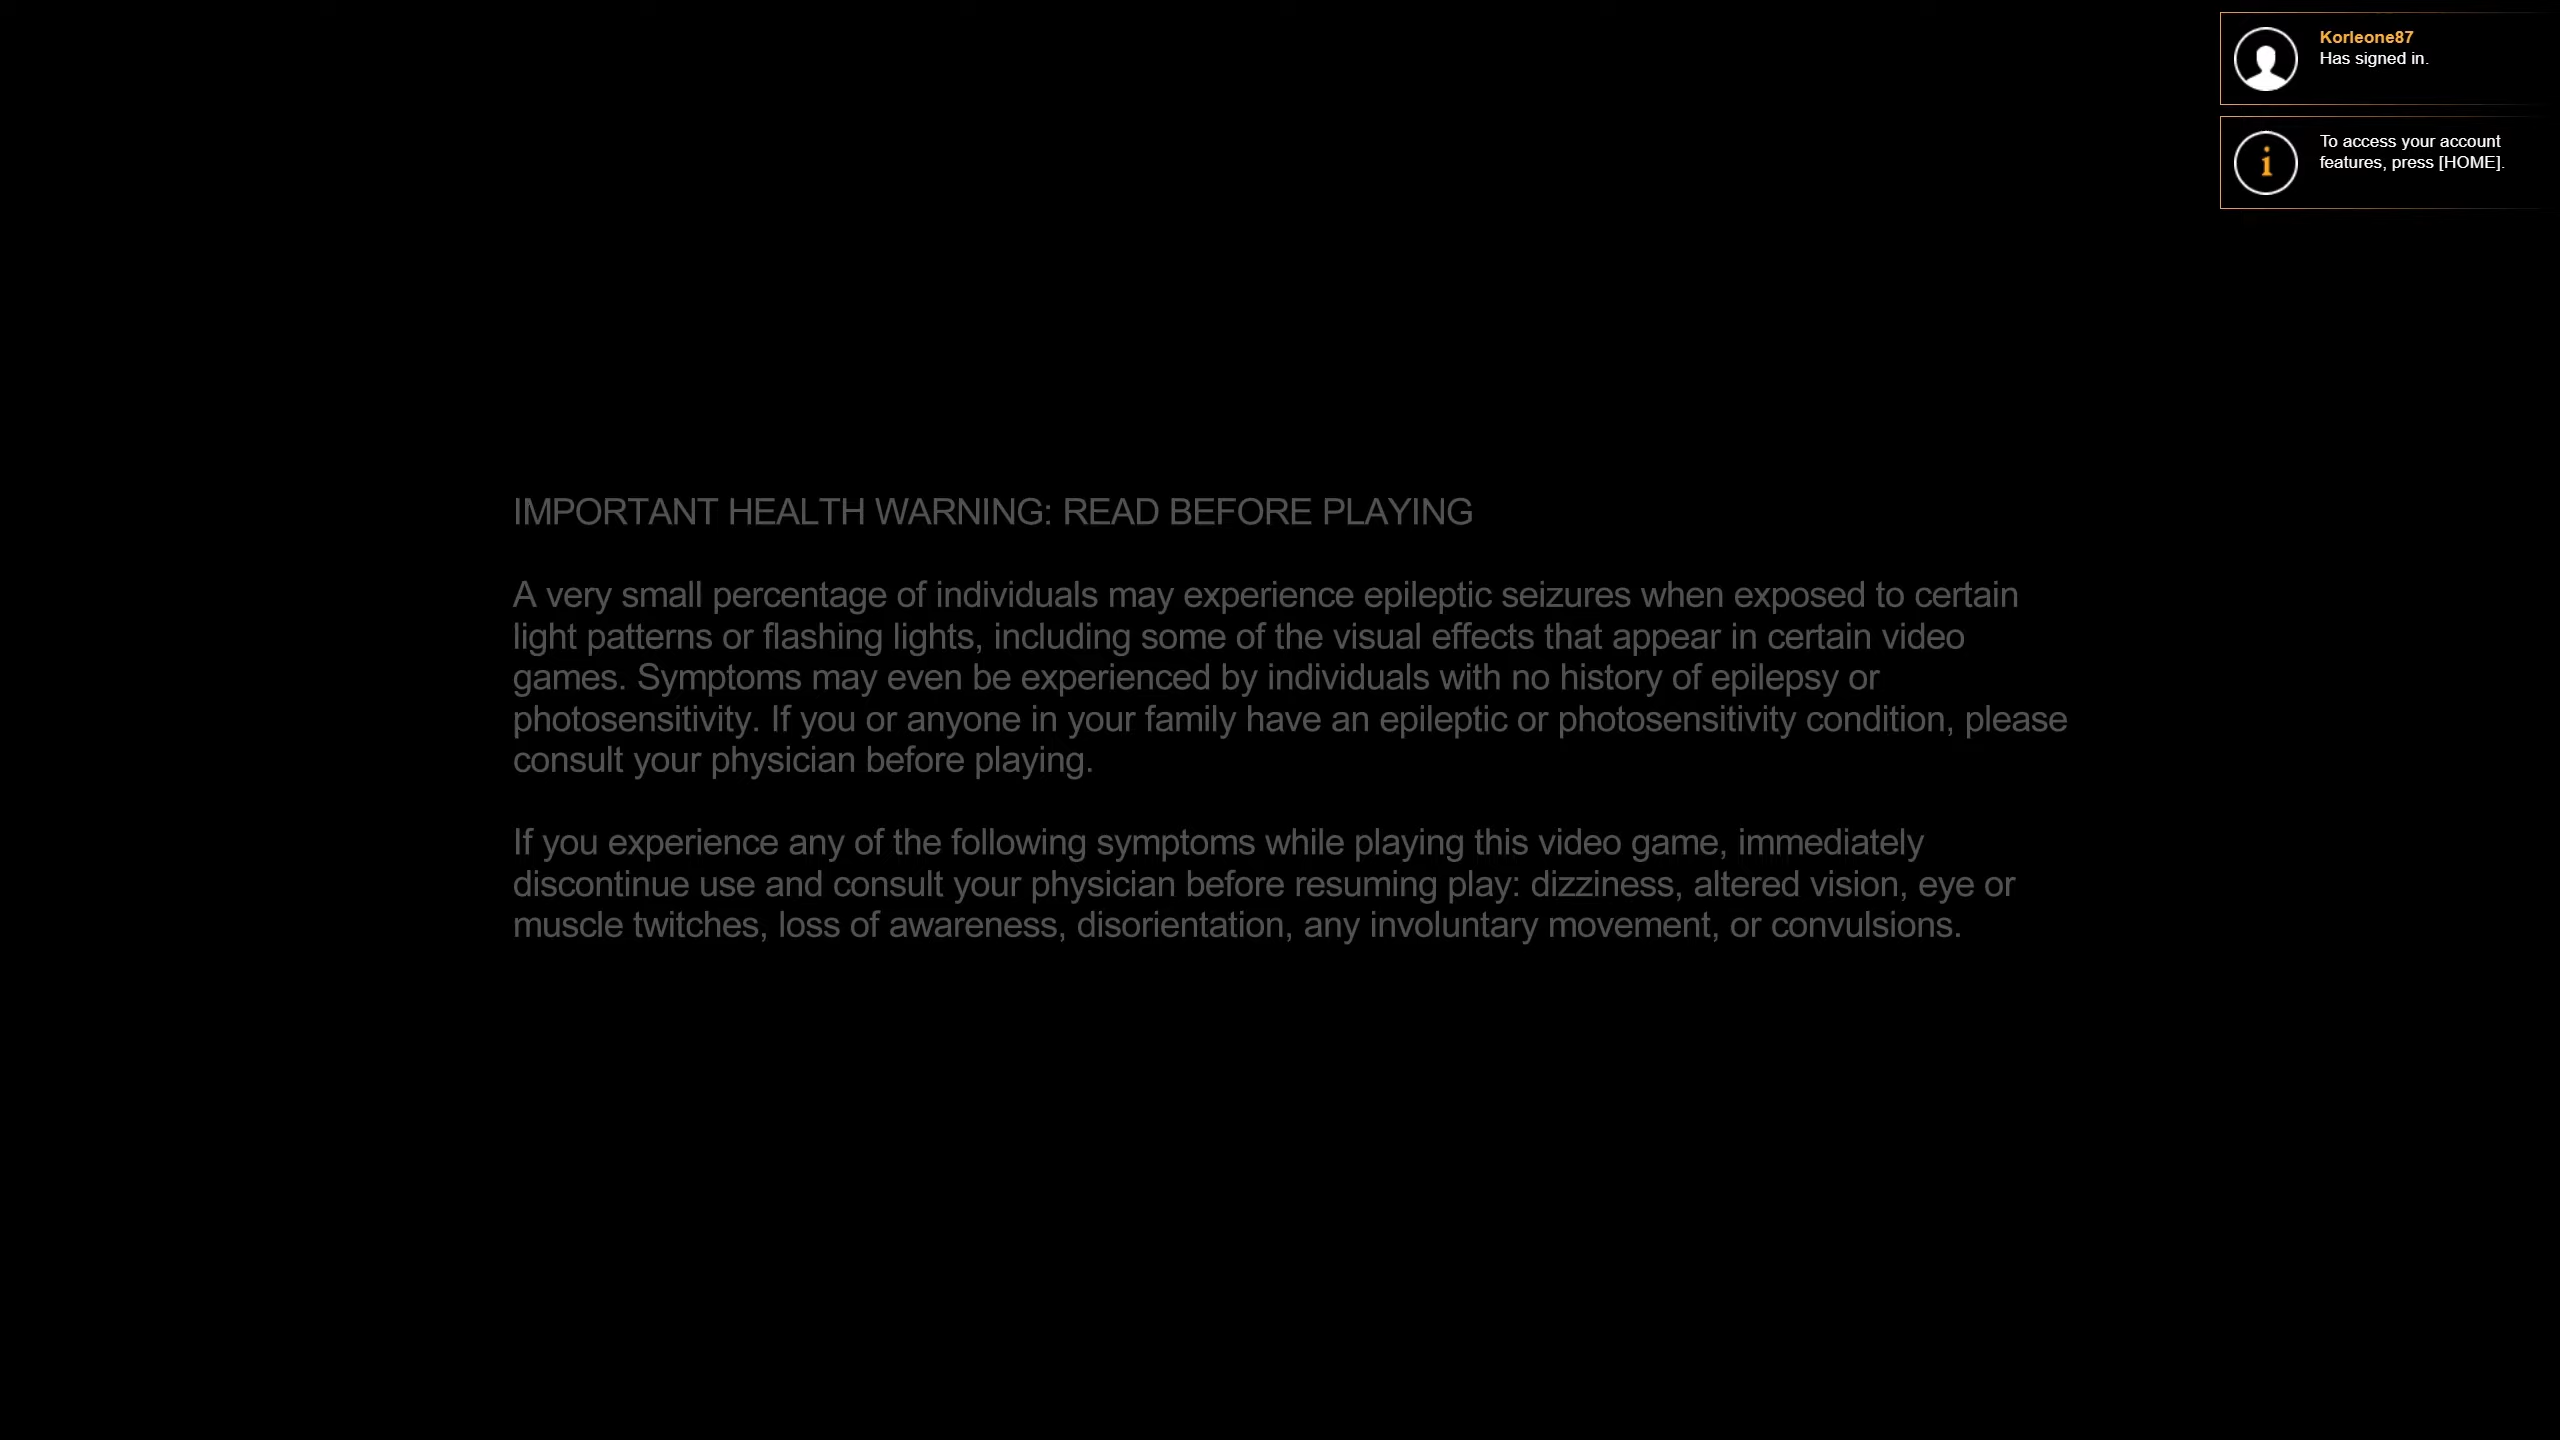 Korleone87
Has signed in.
i
To access your account
features, press [HOME].
IMPORTANT HEALTH WARNING: READ BEFORE PLAYING
A very small percentage of individuals may experience epileptic seizures when exposed to certain
light patterns or flashing lights, including some of the visual effects that appear in certain video
games. Symptoms may even be experienced by individuals with no history of epilepsy or
photosensitivity. If you or anyone in your family have an epileptic or photosensitivity condition, please
consult your physician before playing.
If you experience any of the following symptoms while playing this video game, immediately
discontinue use and consult your physician before resuming play: dizziness, altered vision, eye or
muscle twitches, loss of awareness, disorientation, any involuntary movement, or convulsions.